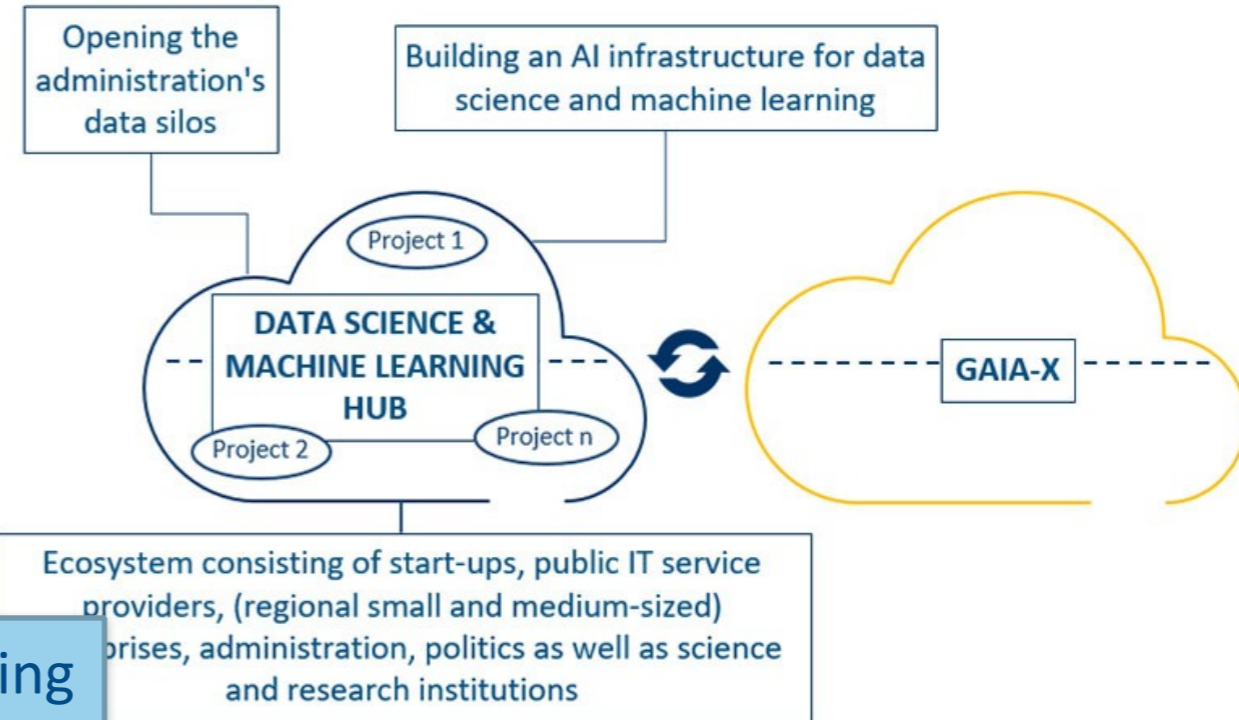 Opening the
administration's
data silos
Building an AI infrastructure for data
science and machine learning
Project 1
DATA SCIENCE &
MACHINE LEARNING
HUB
Project 2
Project n
GAIA-X
Ecosystem consisting of start-ups, public IT service
providers, (regional small and medium-sized)
prises, administration, politics as well as science
and research institutions
ing